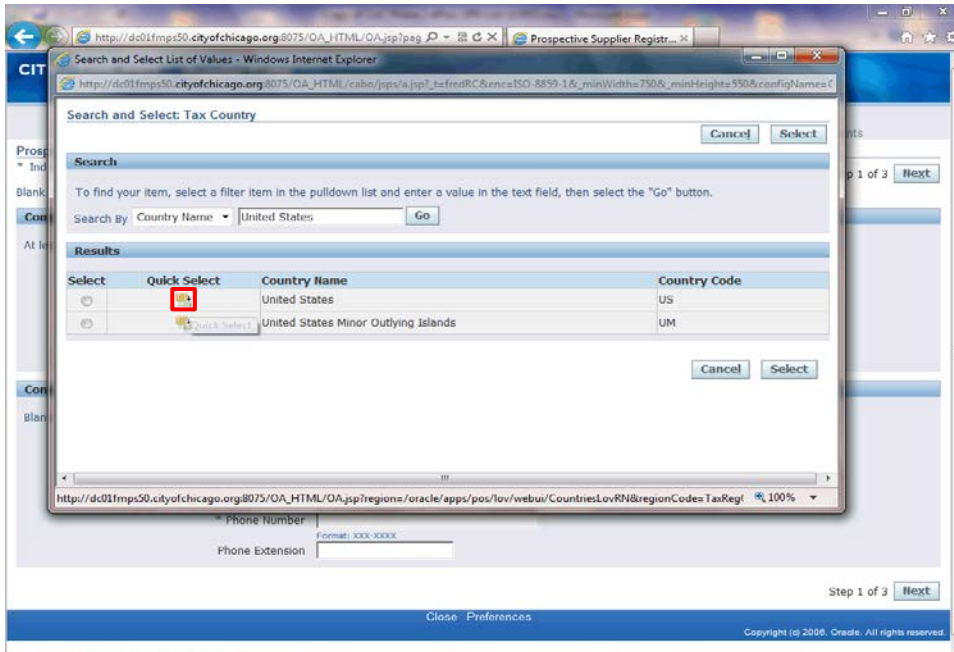 http://dc01fmps50.cityofchicago.org:8075/OA_HTML/OA.jsp?pag
Prospective Supplier Registr...
CIT
Search and Select List of Values - Windows Internet Explorer
http://dc01fmps50.cityofchicago.org:8075/OA_HTML/cabo/jsps/a.jsp?_t=fredRC&enc=ISO-8859-1&_minWidth=750&_minHeight=550&configName=
Search and Select: Tax Country
Cancel Select
nts
Prosp
* Ind
p 1 of 3 Next
Blank
Search
To find your item, select a filter item in the pulldown list and enter a value in the text field, then select the "Go" button.
Con
Search By Country Name United States Go
At le
Results
Select Quick Select Country Name Country Code
United States US
Quick Select United States Minor Outlying Islands UM
Cancel Select
Con
Blan
http://dc01fmps50.cityofchicago.org:8075/OA_HTML/OA.jsp?region=/oracle/apps/pos/lov/webui/CountriesLovRN&regionCode=TaxReg( 100%
* Phone Number
Format: XXX-XXXX
Phone Extension
Step 1 of 3 Next
Close Preferences
Copyright (c) 2006, Oracle. All rights reserved.